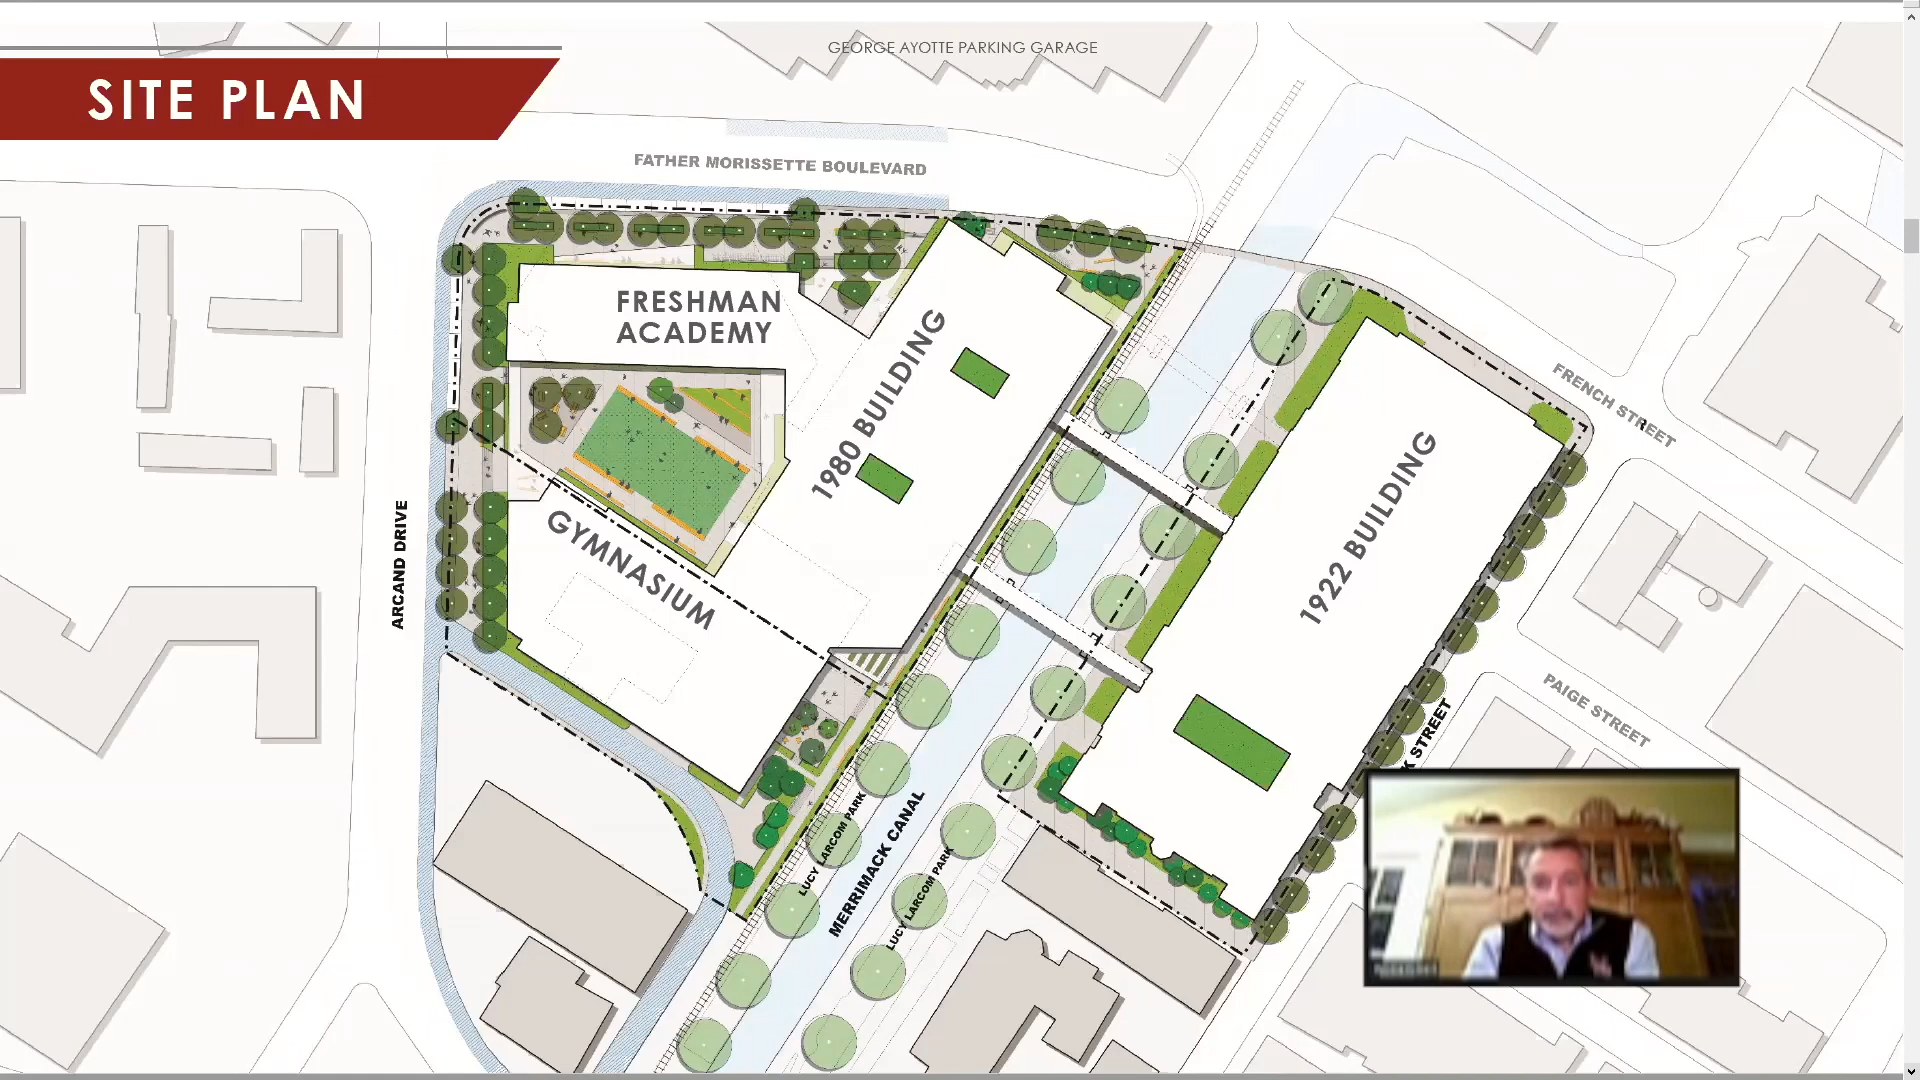 GEORGE AYOTTE PARKING GARAGE
SITE PLAN
FATHER MORISSETTE BOULEVARD
FRESHMAN
ACADEMY
1980 BUILDING
FRENCH STREET
1922 BUILDING
ARCAND DRIVE
GYMNASIUM
PAIGE STREET
STREET
LUCY LARCOM PARK
MERRIMACK CANAL
LUCY LARCOM PARK